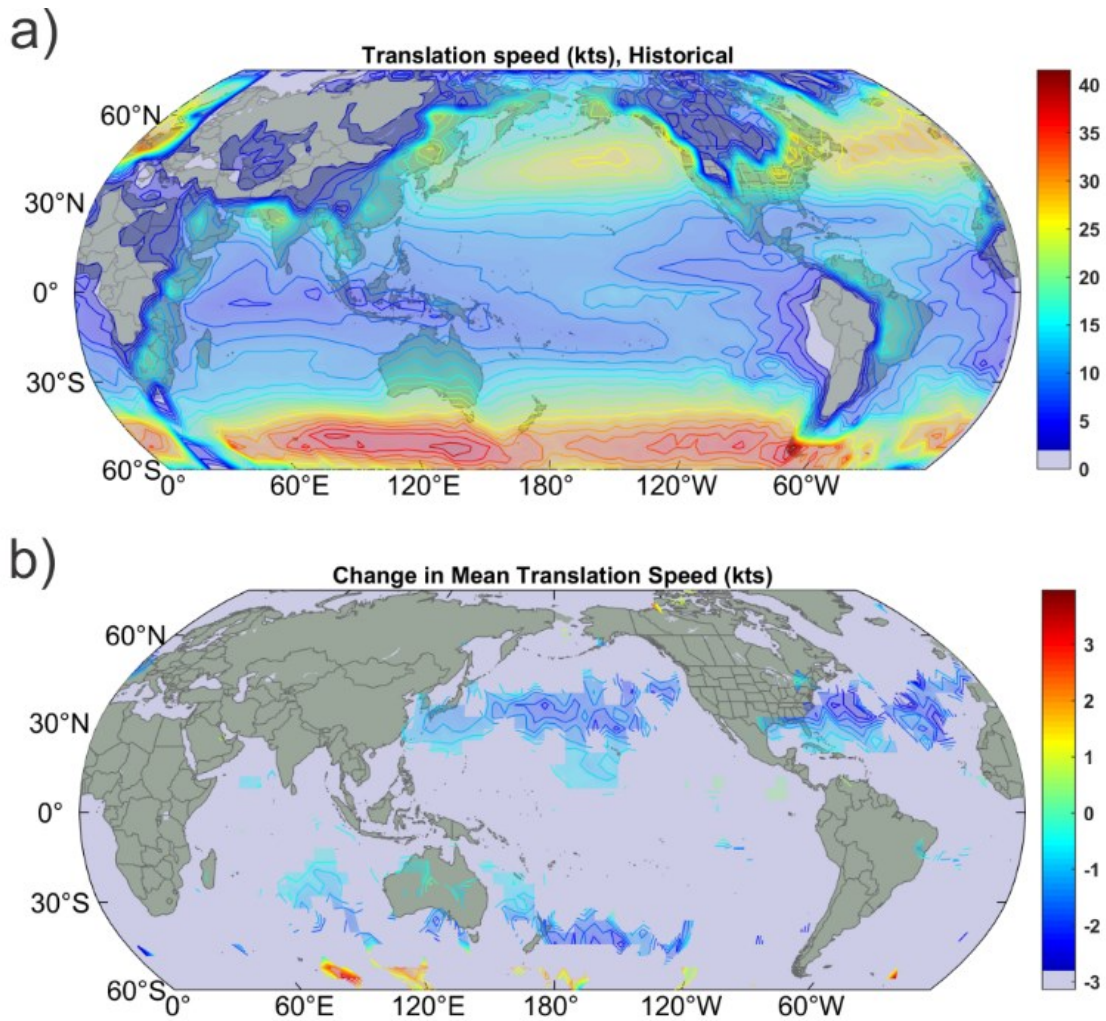 a)
Translation speed (kts), Historical
60°N
30°N
0°
30°S
60°S
0° 60°E 120°E 180° 120°W 60°W
40
35
30
25
20
15
10
5
0
b)
Change in Mean Translation Speed (kts)
60°N
30°N
0°
30°S
60°S
0° 60°E 120°E 180° 120°W 60°W
3
2
1
0
-1
-2
-3